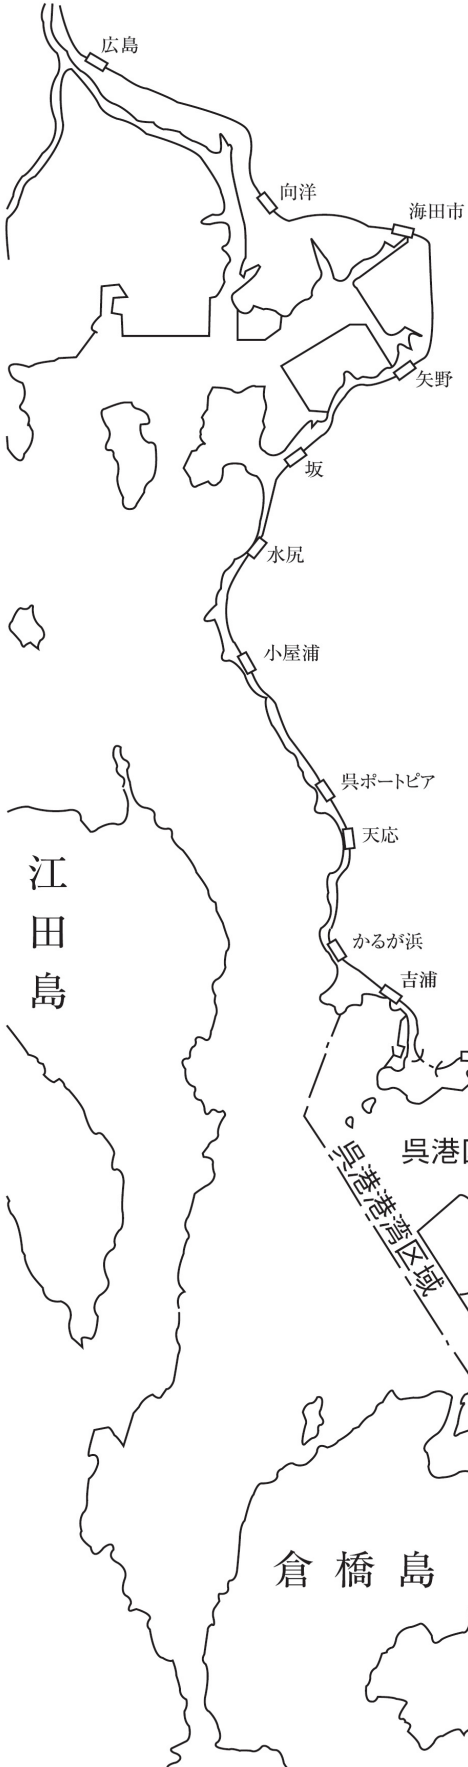 広島
向洋
海田市
矢野
坂
水尻
小屋浦
呉ポートピア
天応
江田島
かるが浜
吉浦
呉港
呉港港湾区域
倉橋島